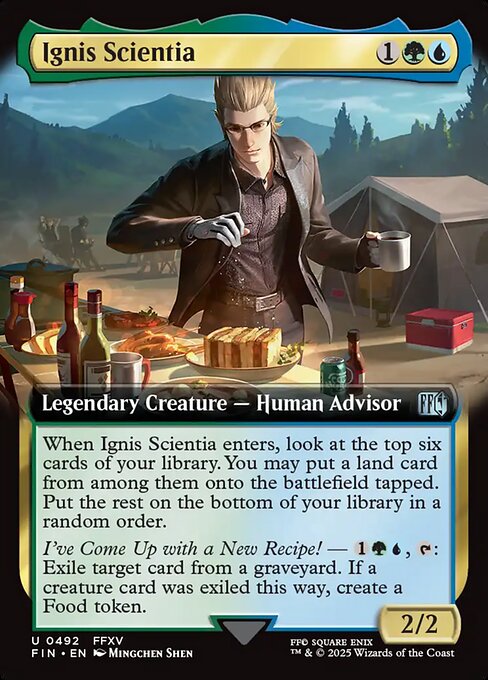 Ignis Scientia 1
Legendary Creature — Human Advisor FFC
When Ignis Scientia enters, look at the top six
cards of your library. You may put a land card
from among them onto the battlefield tapped.
Put the rest on the bottom of your library in a
random order.
I've Come Up with a New Recipe! — 1 , :
Exile target card from a graveyard. If a
creature card was exiled this way, create a
Food token.
2/2
U 0492 FFXV
FIN • EN Mingchen Shen
FF© SQUARE ENIX
™ & © 2025 Wizards of the Coast